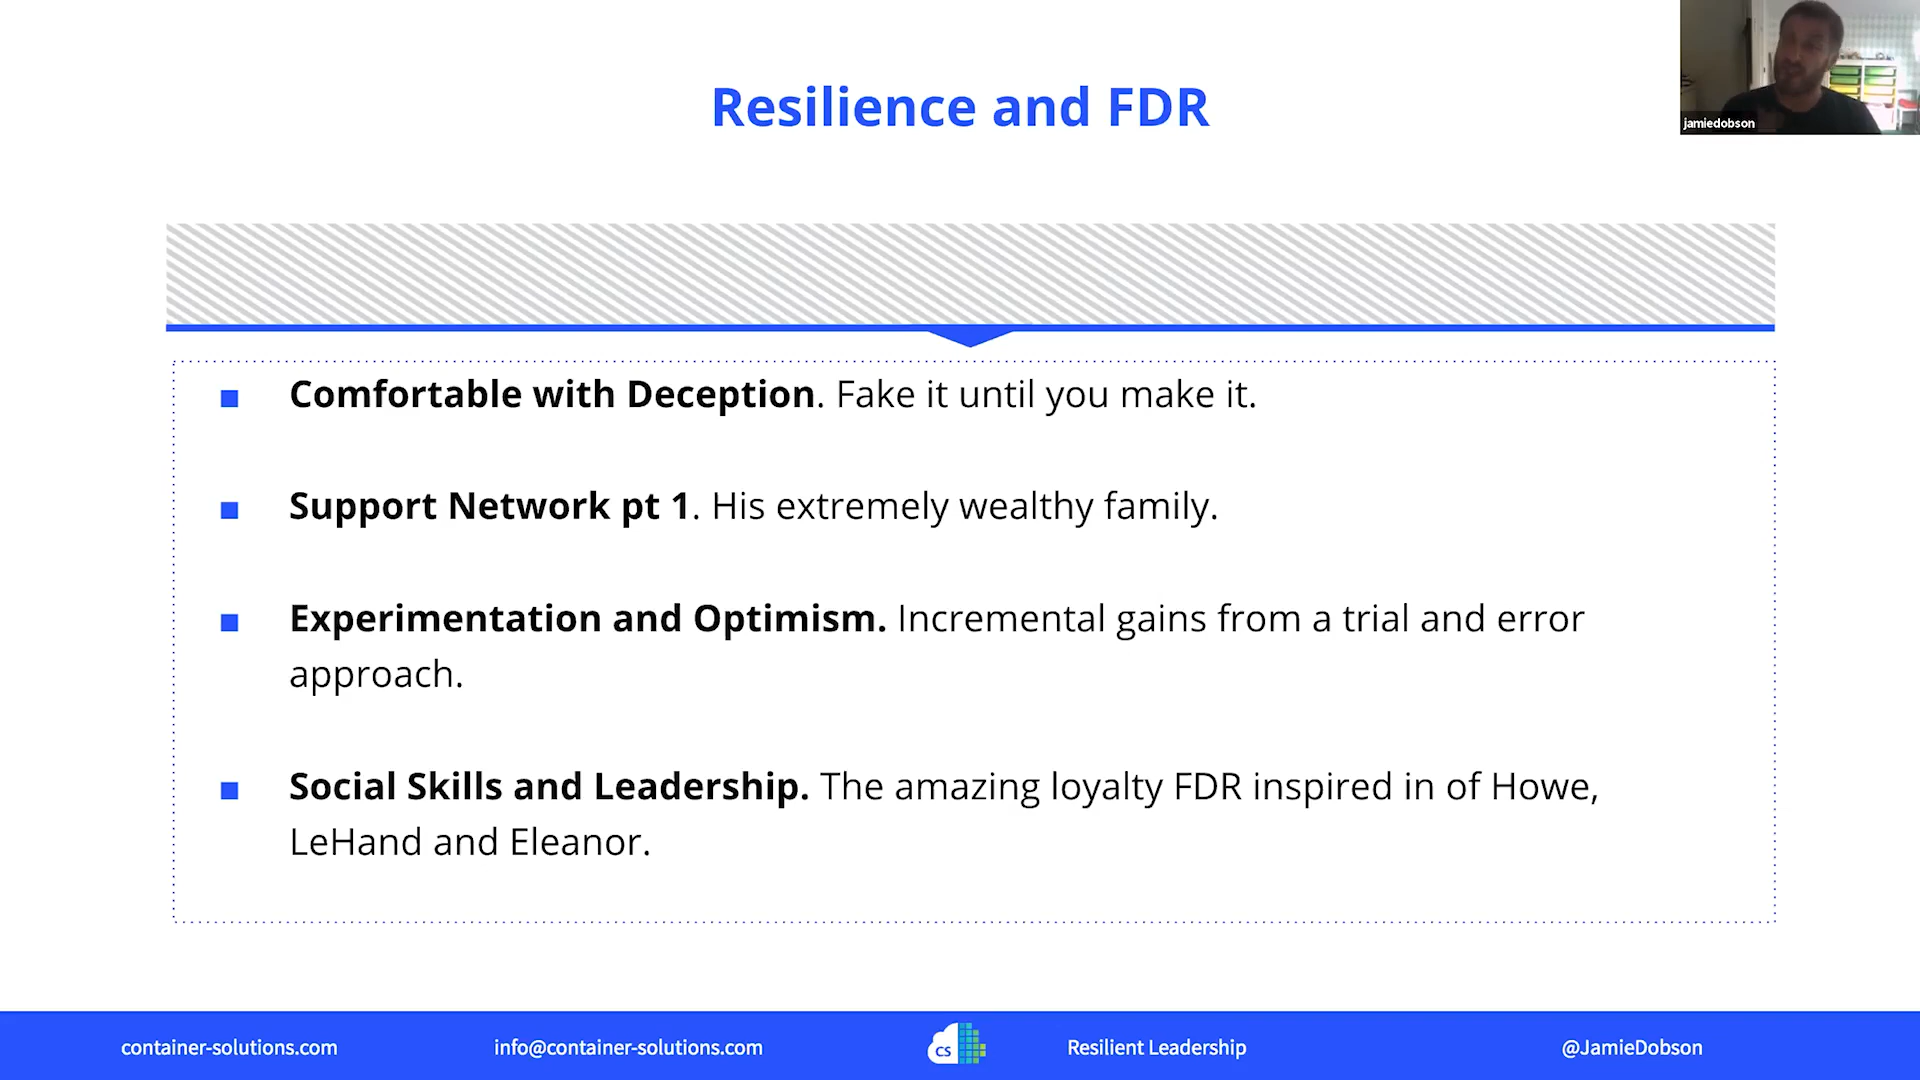 Resilience and FDR
jamiedobson
■ Comfortable with Deception. Fake it until you make it.
■ Support Network pt 1. His extremely wealthy family.
■ Experimentation and Optimism. Incremental gains from a trial and error
approach.
■ Social Skills and Leadership. The amazing loyalty FDR inspired in of Howe,
LeHand and Eleanor.
container-solutions.com
info@container-solutions.com
CS
Resilient Leadership
@JamieDobson